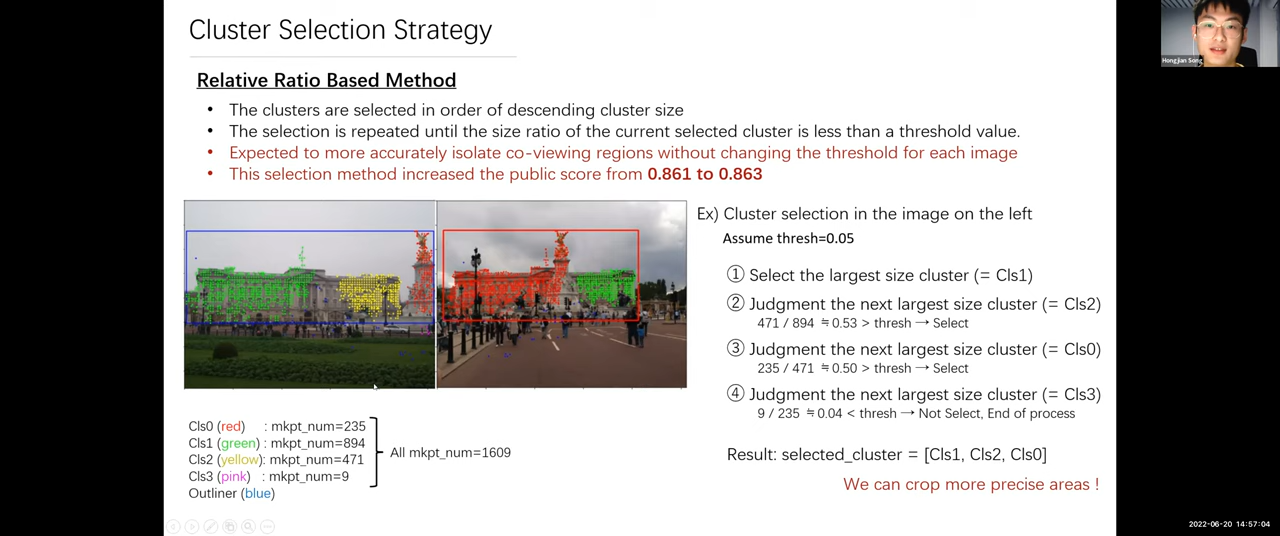 Cluster Selection Strategy
Hongjian Song
Relative Ratio Based Method
• The clusters are selected in order of descending cluster size
• The selection is repeated until the size ratio of the current selected cluster is less than a threshold value.
• Expected to more accurately isolate co-viewing regions without changing the threshold for each image
• This selection method increased the public score from 0.861 to 0.863
Ex) Cluster selection in the image on the left
Assume thresh=0.05
① Select the largest size cluster (= Cls1)
② Judgment the next largest size cluster (= Cls2)
471 / 894 ≒ 0.53 > thresh → Select
③ Judgment the next largest size cluster (= Cls0)
235 / 471 ≒ 0.50 > thresh → Select
④ Judgment the next largest size cluster (= Cls3)
9 / 235 ≒ 0.04 < thresh → Not Select, End of process
Result: selected_cluster = [Cls1, Cls2, Cls0]
We can crop more precise areas !
Cls0 (red) : mkpt_num=235
Cls1 (green) : mkpt_num=894
Cls2 (yellow): mkpt_num=471
Cls3 (pink) : mkpt_num=9
Outliner (blue)
All mkpt_num=1609
2022-06-20 14:57:04